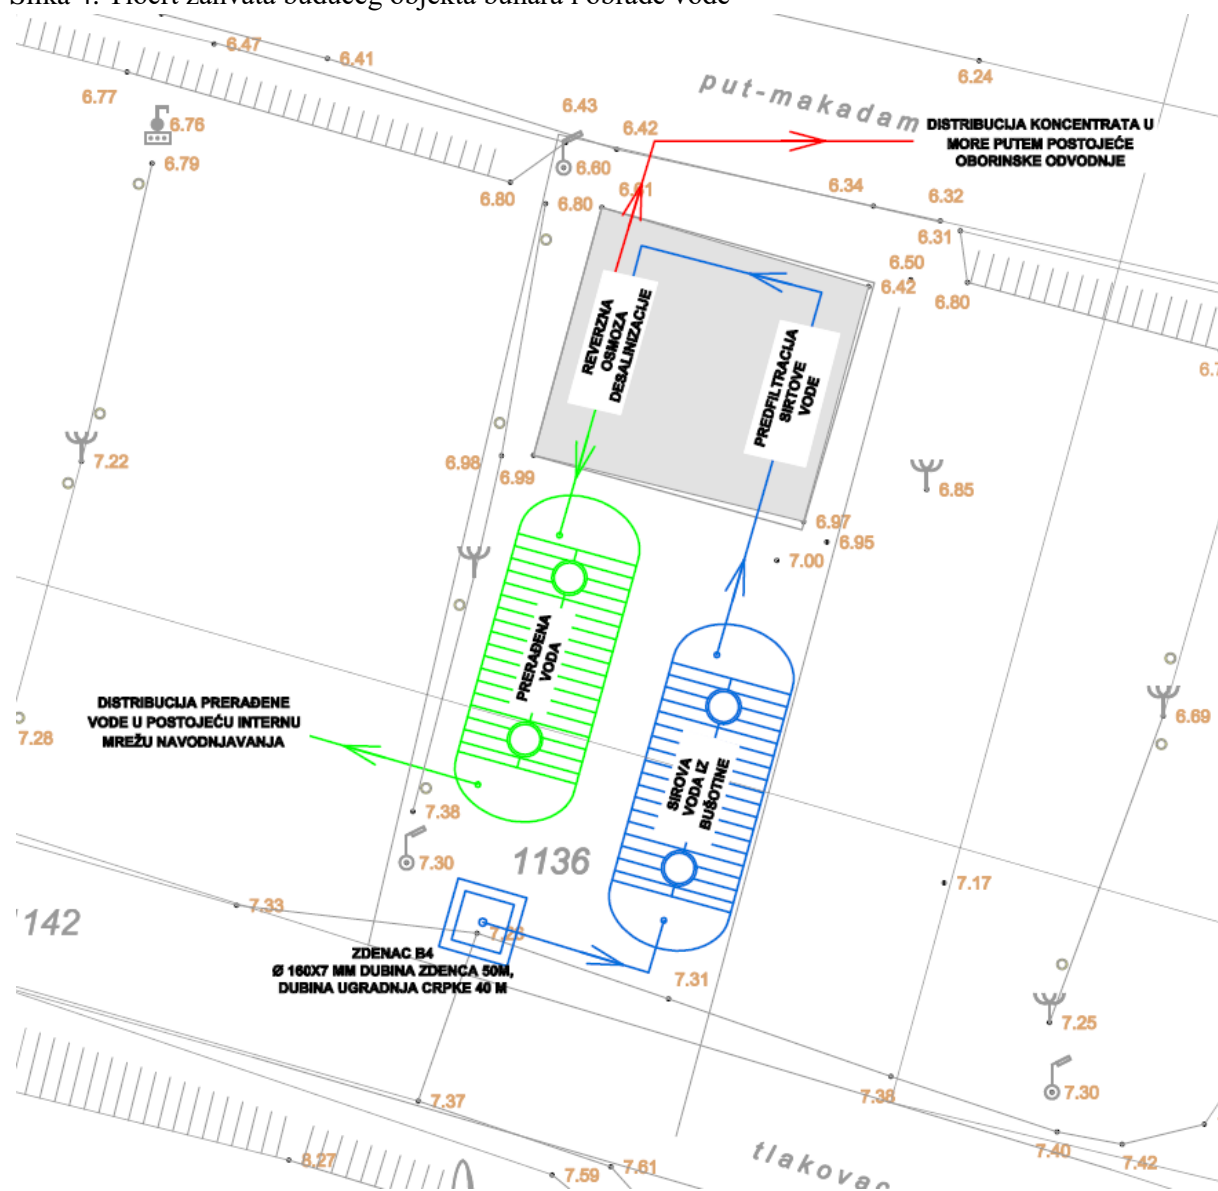 6.47
6.41
6.24
6.77
put-makadam
6.43
6.76
6.42
DISTRIBUCIJA KONCENTRATA U
MORE PUTEM POSTOJEĆE
OBORINSKE ODVODNJE
6.79
6.60
6.80
6.80
6.34
6.32
6.31
6.50
6.42
6.80
REVERZNA
OSMOZA
DESALINIZACIJE
PREDFILTRACIJA
SIRTOVE
VODE
7.22
6.98
6.99
6.85
6.97
6.95
7.00
PRERAĐENA
VODA
DISTRIBUCIJA PRERAĐENE
VODE U POSTOJEĆU INTERNU
MREŽU NAVODNJAVANJA
6.69
7.28
SIROVA
VODA IZ
BUŠOTINE
7.38
7.30
1136
7.17
7.33
142
ZDENAC B4
Ø 160X7 MM DUBINA ZDENCA 50M,
DUBINA UGRADNJA CRPKE 40 M
7.31
7.25
7.30
7.38
7.37
7.40
7.42
8.27
7.61
7.59
tlakovac